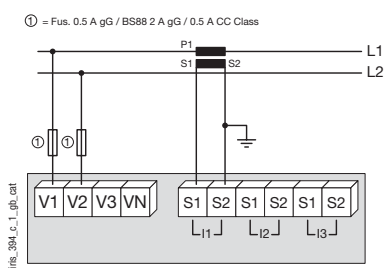 ① = Fus. 0.5 A gG / BS88 2 A gG / 0.5 A CC Class
P1
L1
S1 S2
L2
① ①
V1 V2 V3 VN S1 S2 S1 S2 S1 S2
I1 I2 I3
iris_394_c_1_gb_cat